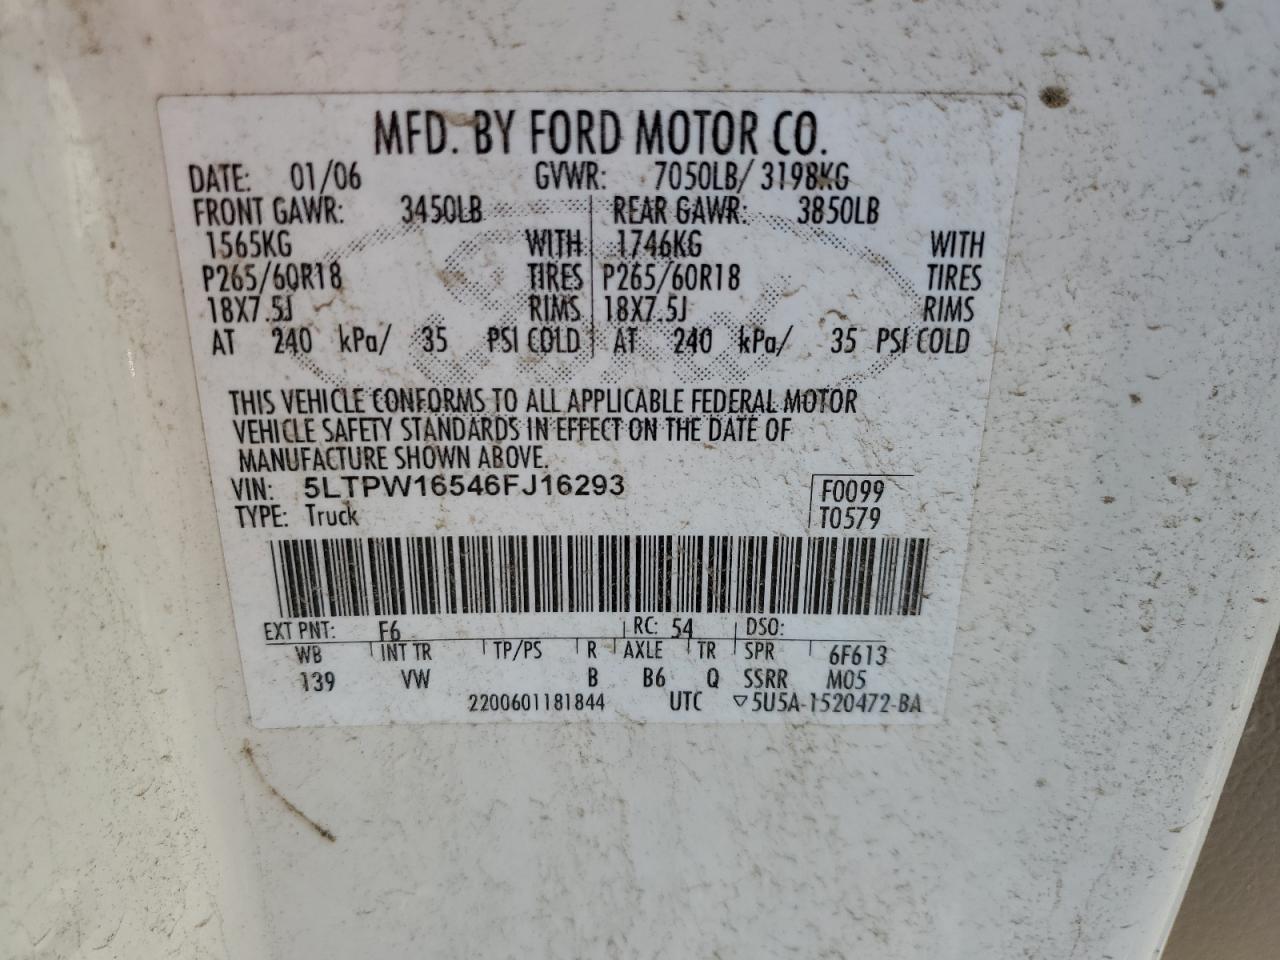 MFD. BY FORD MOTOR CO.
DATE: 01/06 GVWR: 7050LB/ 3198KG
FRONT GAWR: 3450LB REAR GAWR: 3850LB
1565KG WITH 1746KG WITH
P265/60R18 TIRES P265/60R18 TIRES
18X7.5J RIMS 18X7.5J RIMS
AT 240 kPa/ 35 PSI COLD AT 240 kPa/ 35 PSI COLD
THIS VEHICLE CONFORMS TO ALL APPLICABLE FEDERAL MOTOR
VEHICLE SAFETY STANDARDS IN EFFECT ON THE DATE OF
MANUFACTURE SHOWN ABOVE.
VIN: 5LTPW16546FJ16293 F0099
TYPE: Truck T0579
EXT PNT: F6 RC: 54 DSO:
WB INT TR TP/PS R AXLE TR SPR 6F613
139 VW B B6 Q SSRR M05
2200601181844 UTC ▽5U5A-1520472-BA